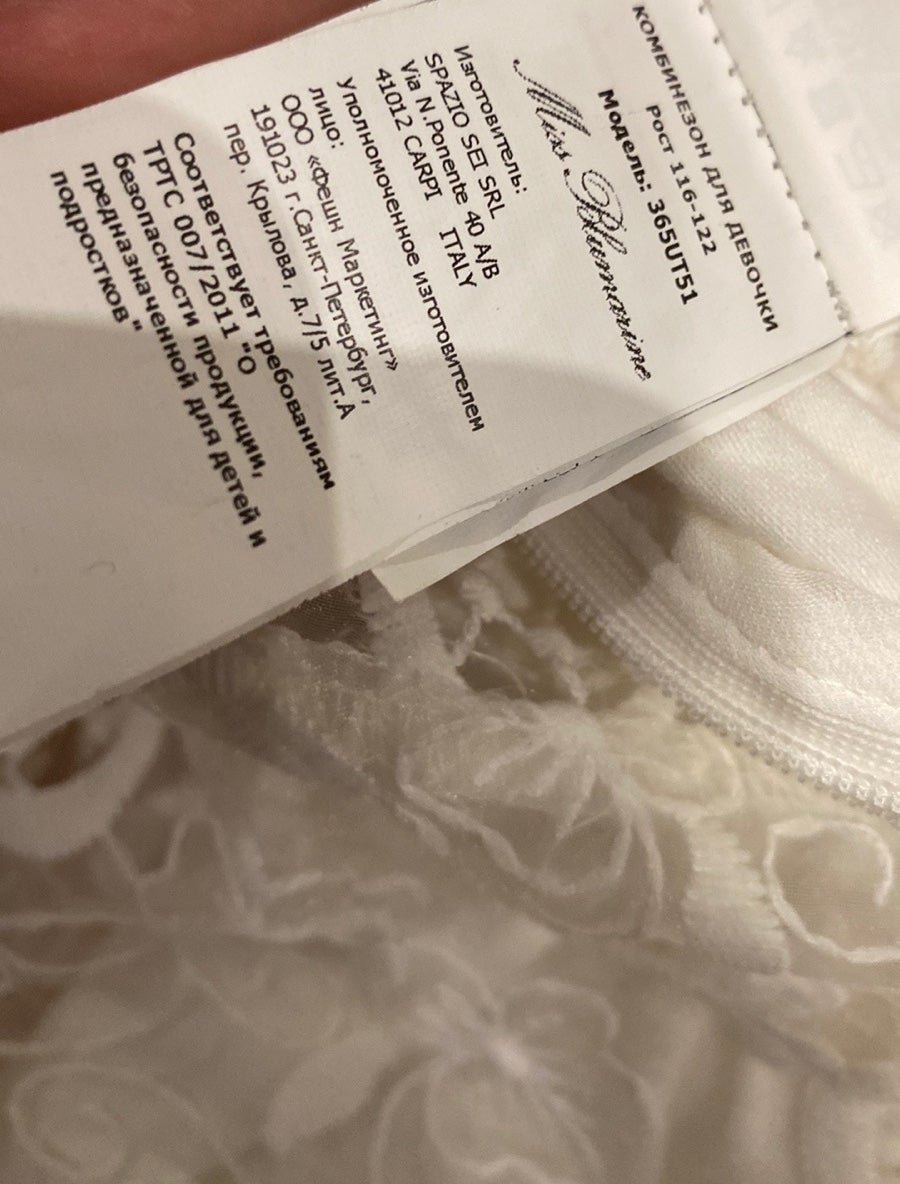 КОМБИНЕЗОН ДЛЯ ДЕВОЧКИ
Рост 116-122
Модель: 365UT51
Miss Blumarine
Изготовитель:
SPAZIO SEI SRL
Via N.Ponente 40 A/B
41012 CARPI ITALY
Уполномоченное изготовителем
лицо:
ООО «Фешн Маркетинг»
191023 г.Санкт-Петербург,
пер. Крылова, д.7/5 лит.А
Соответствует требованиям
ТРТС 007/2011 "О
безопасности продукции,
предназначенной для детей и
подростков"